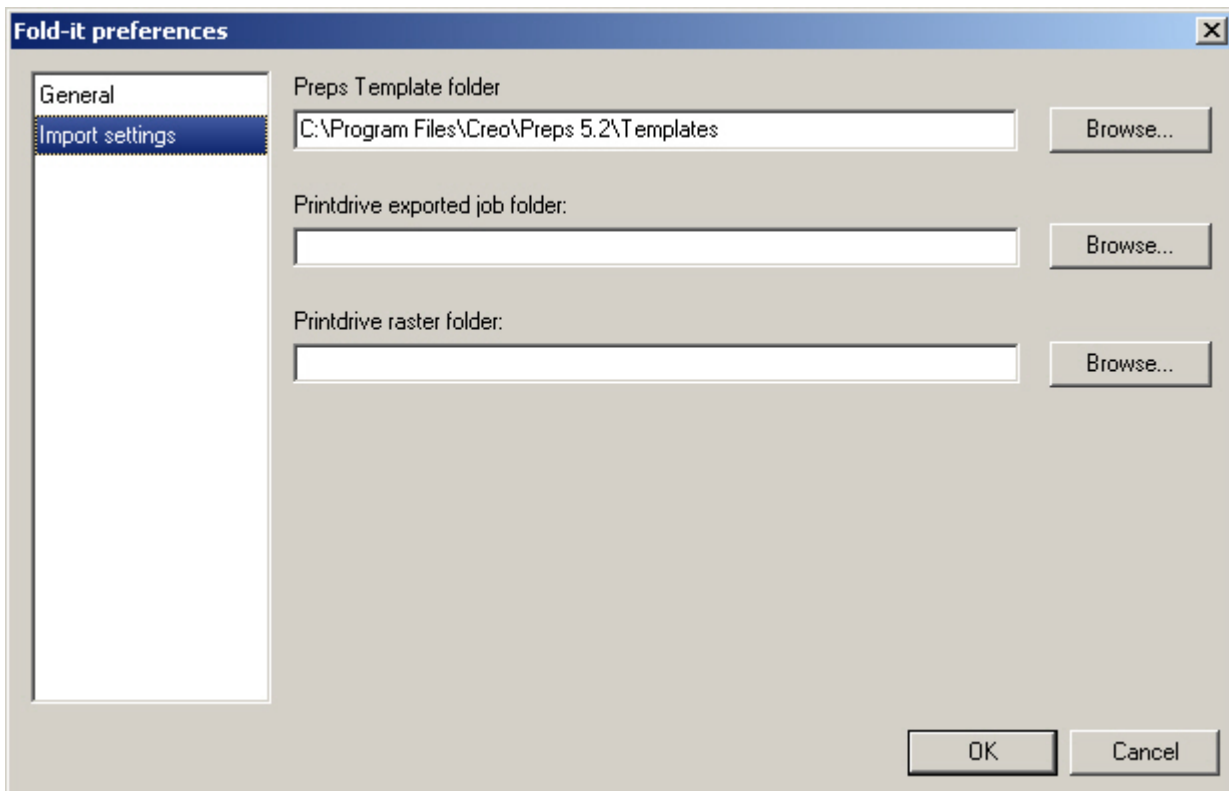 Fold-it preferences
General
Import settings
Preps Template folder
C:\Program Files\Creo\Preps 5.2\Templates
Browse...
Printdrive exported job folder:
Browse...
Printdrive raster folder:
Browse...
OK
Cancel